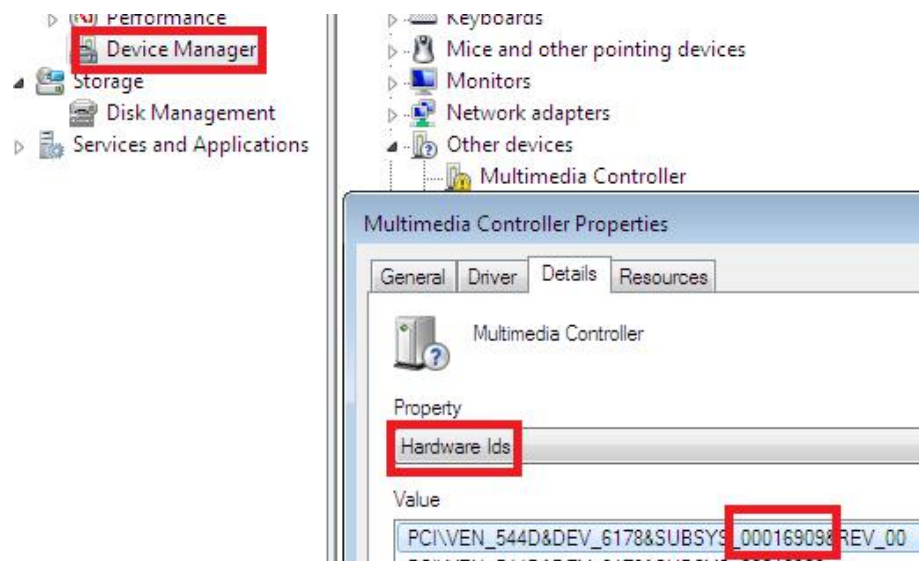 Performance
Device Manager
Storage
Disk Management
Services and Applications
Keyboards
Mice and other pointing devices
Monitors
Network adapters
Other devices
Multimedia Controller
Multimedia Controller Properties
General Driver Details Resources
Multimedia Controller
Property
Hardware Ids
Value
PCI\VEN_544D&DEV_6178&SUBSYS_00016909&REV_00